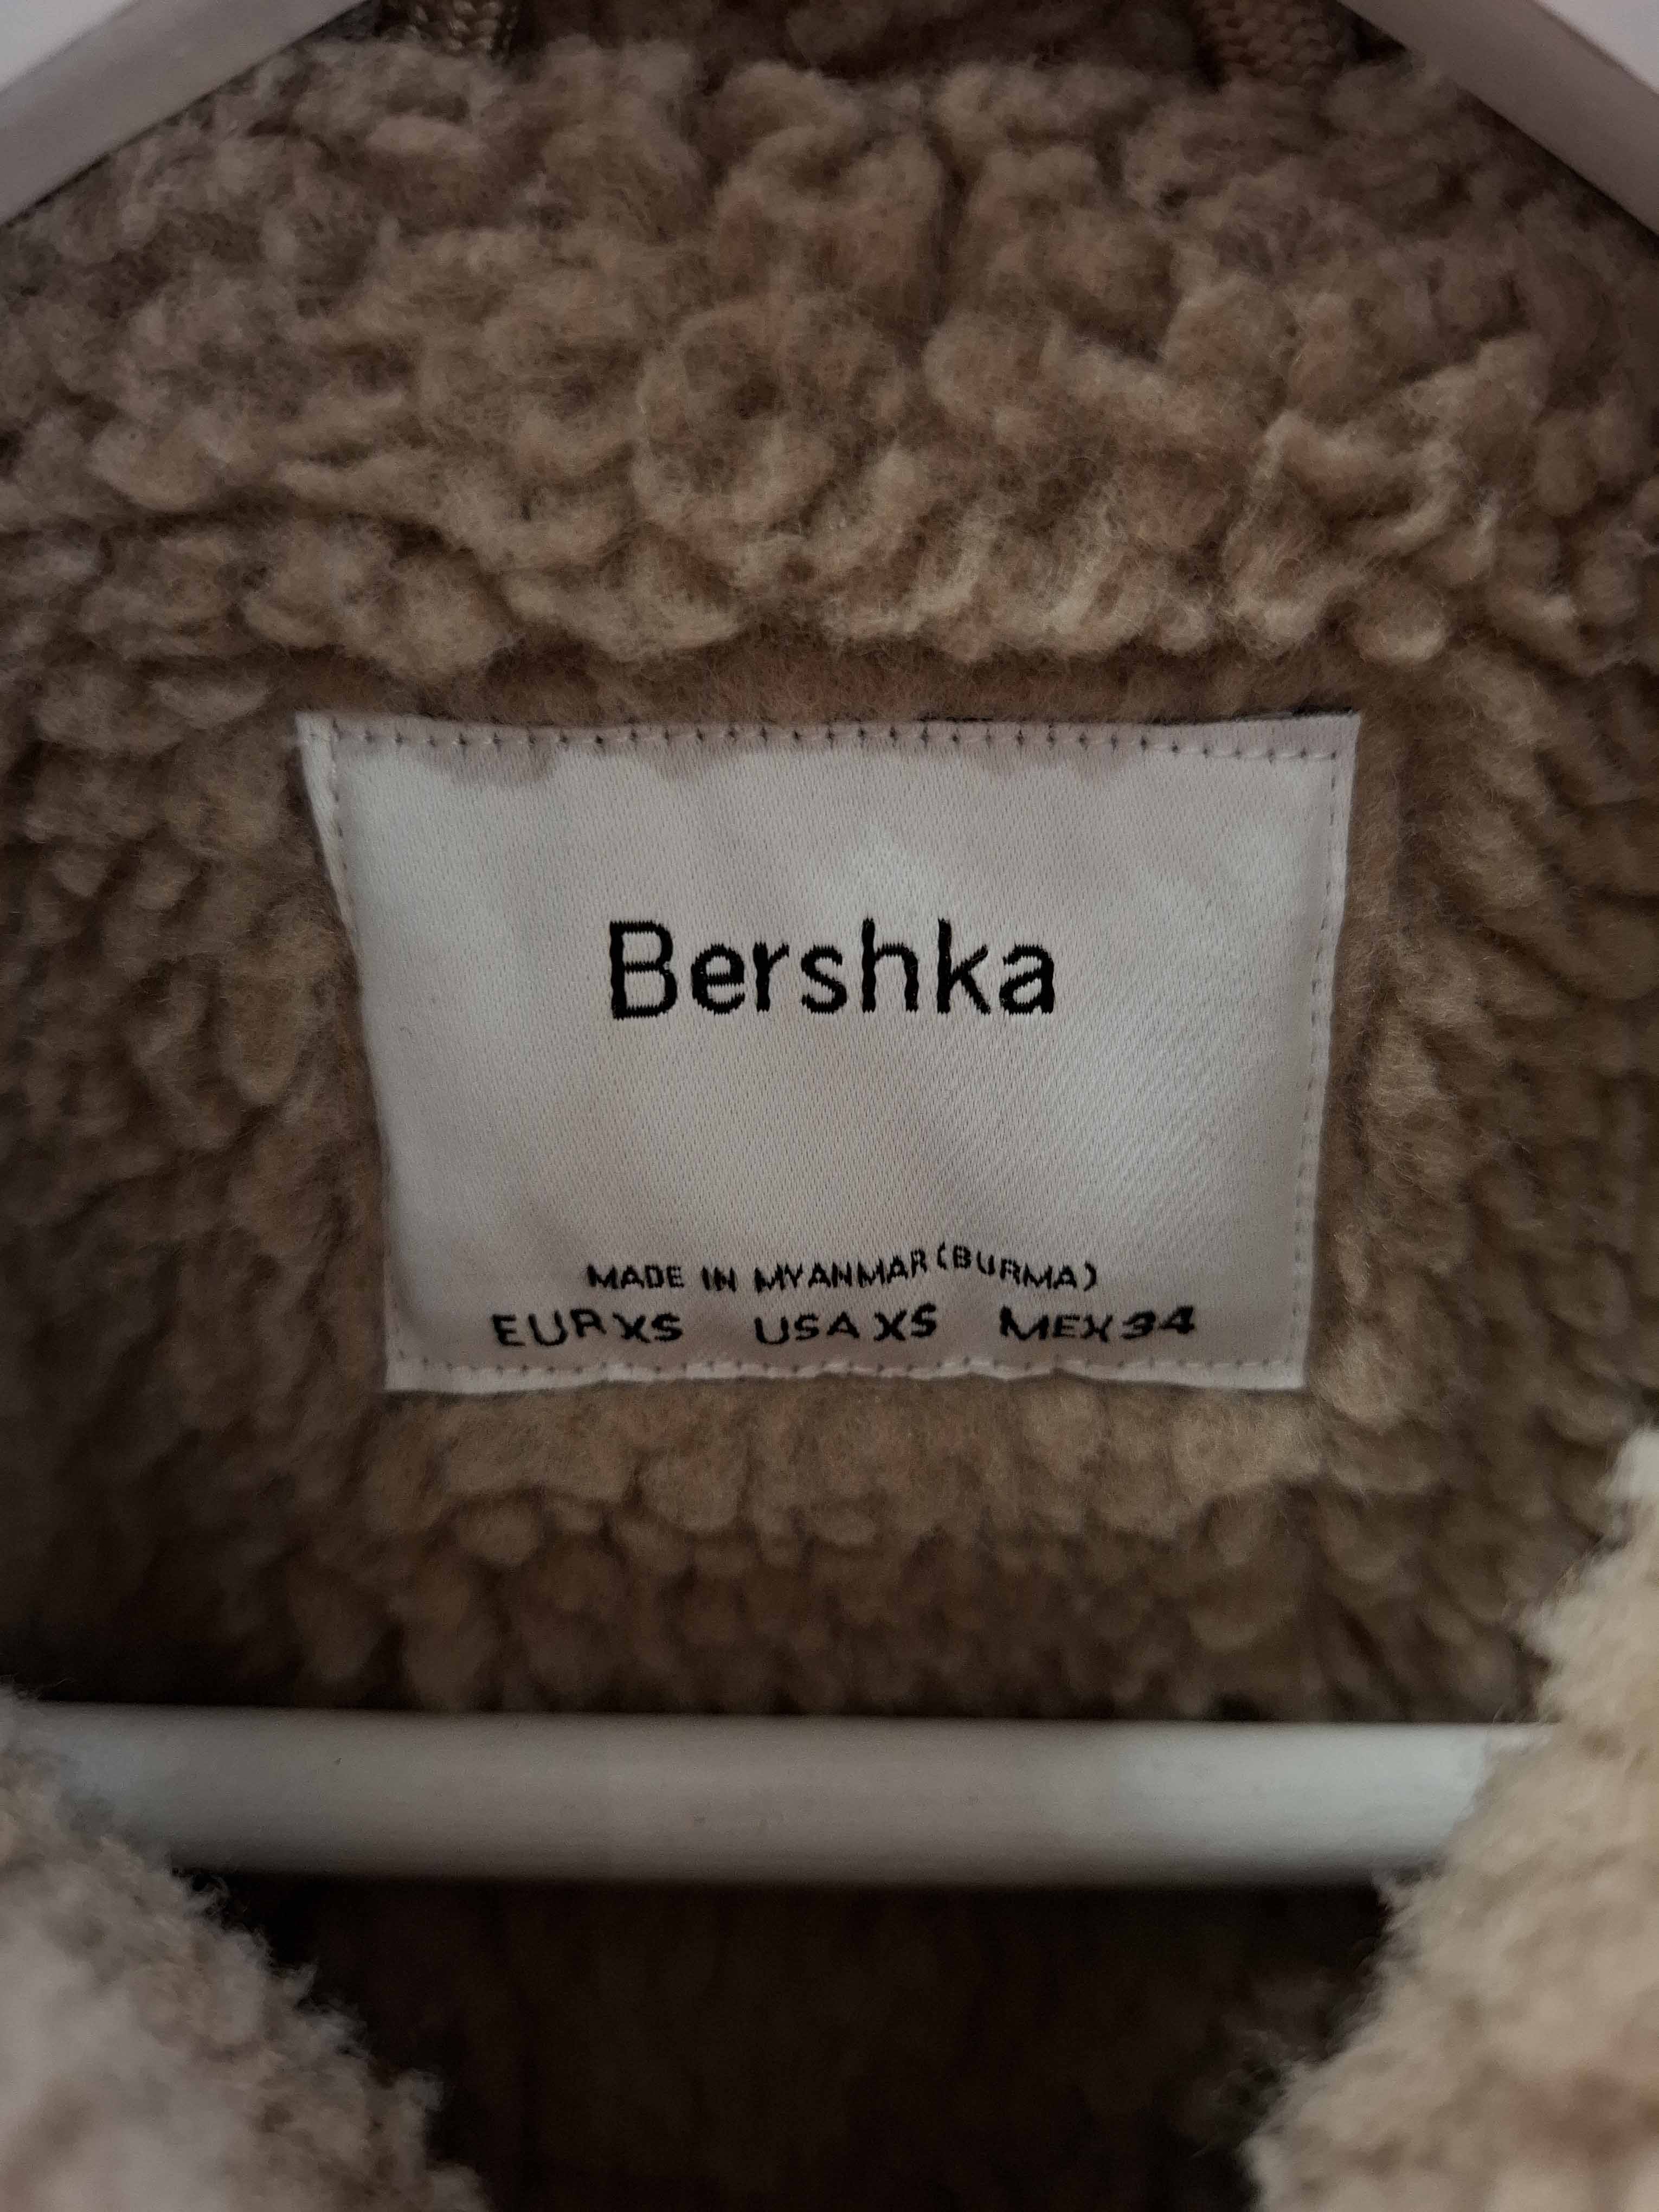 Bershka
MADE IN MYANMAR (BURMA)
EUR XS USA XS MEX 34